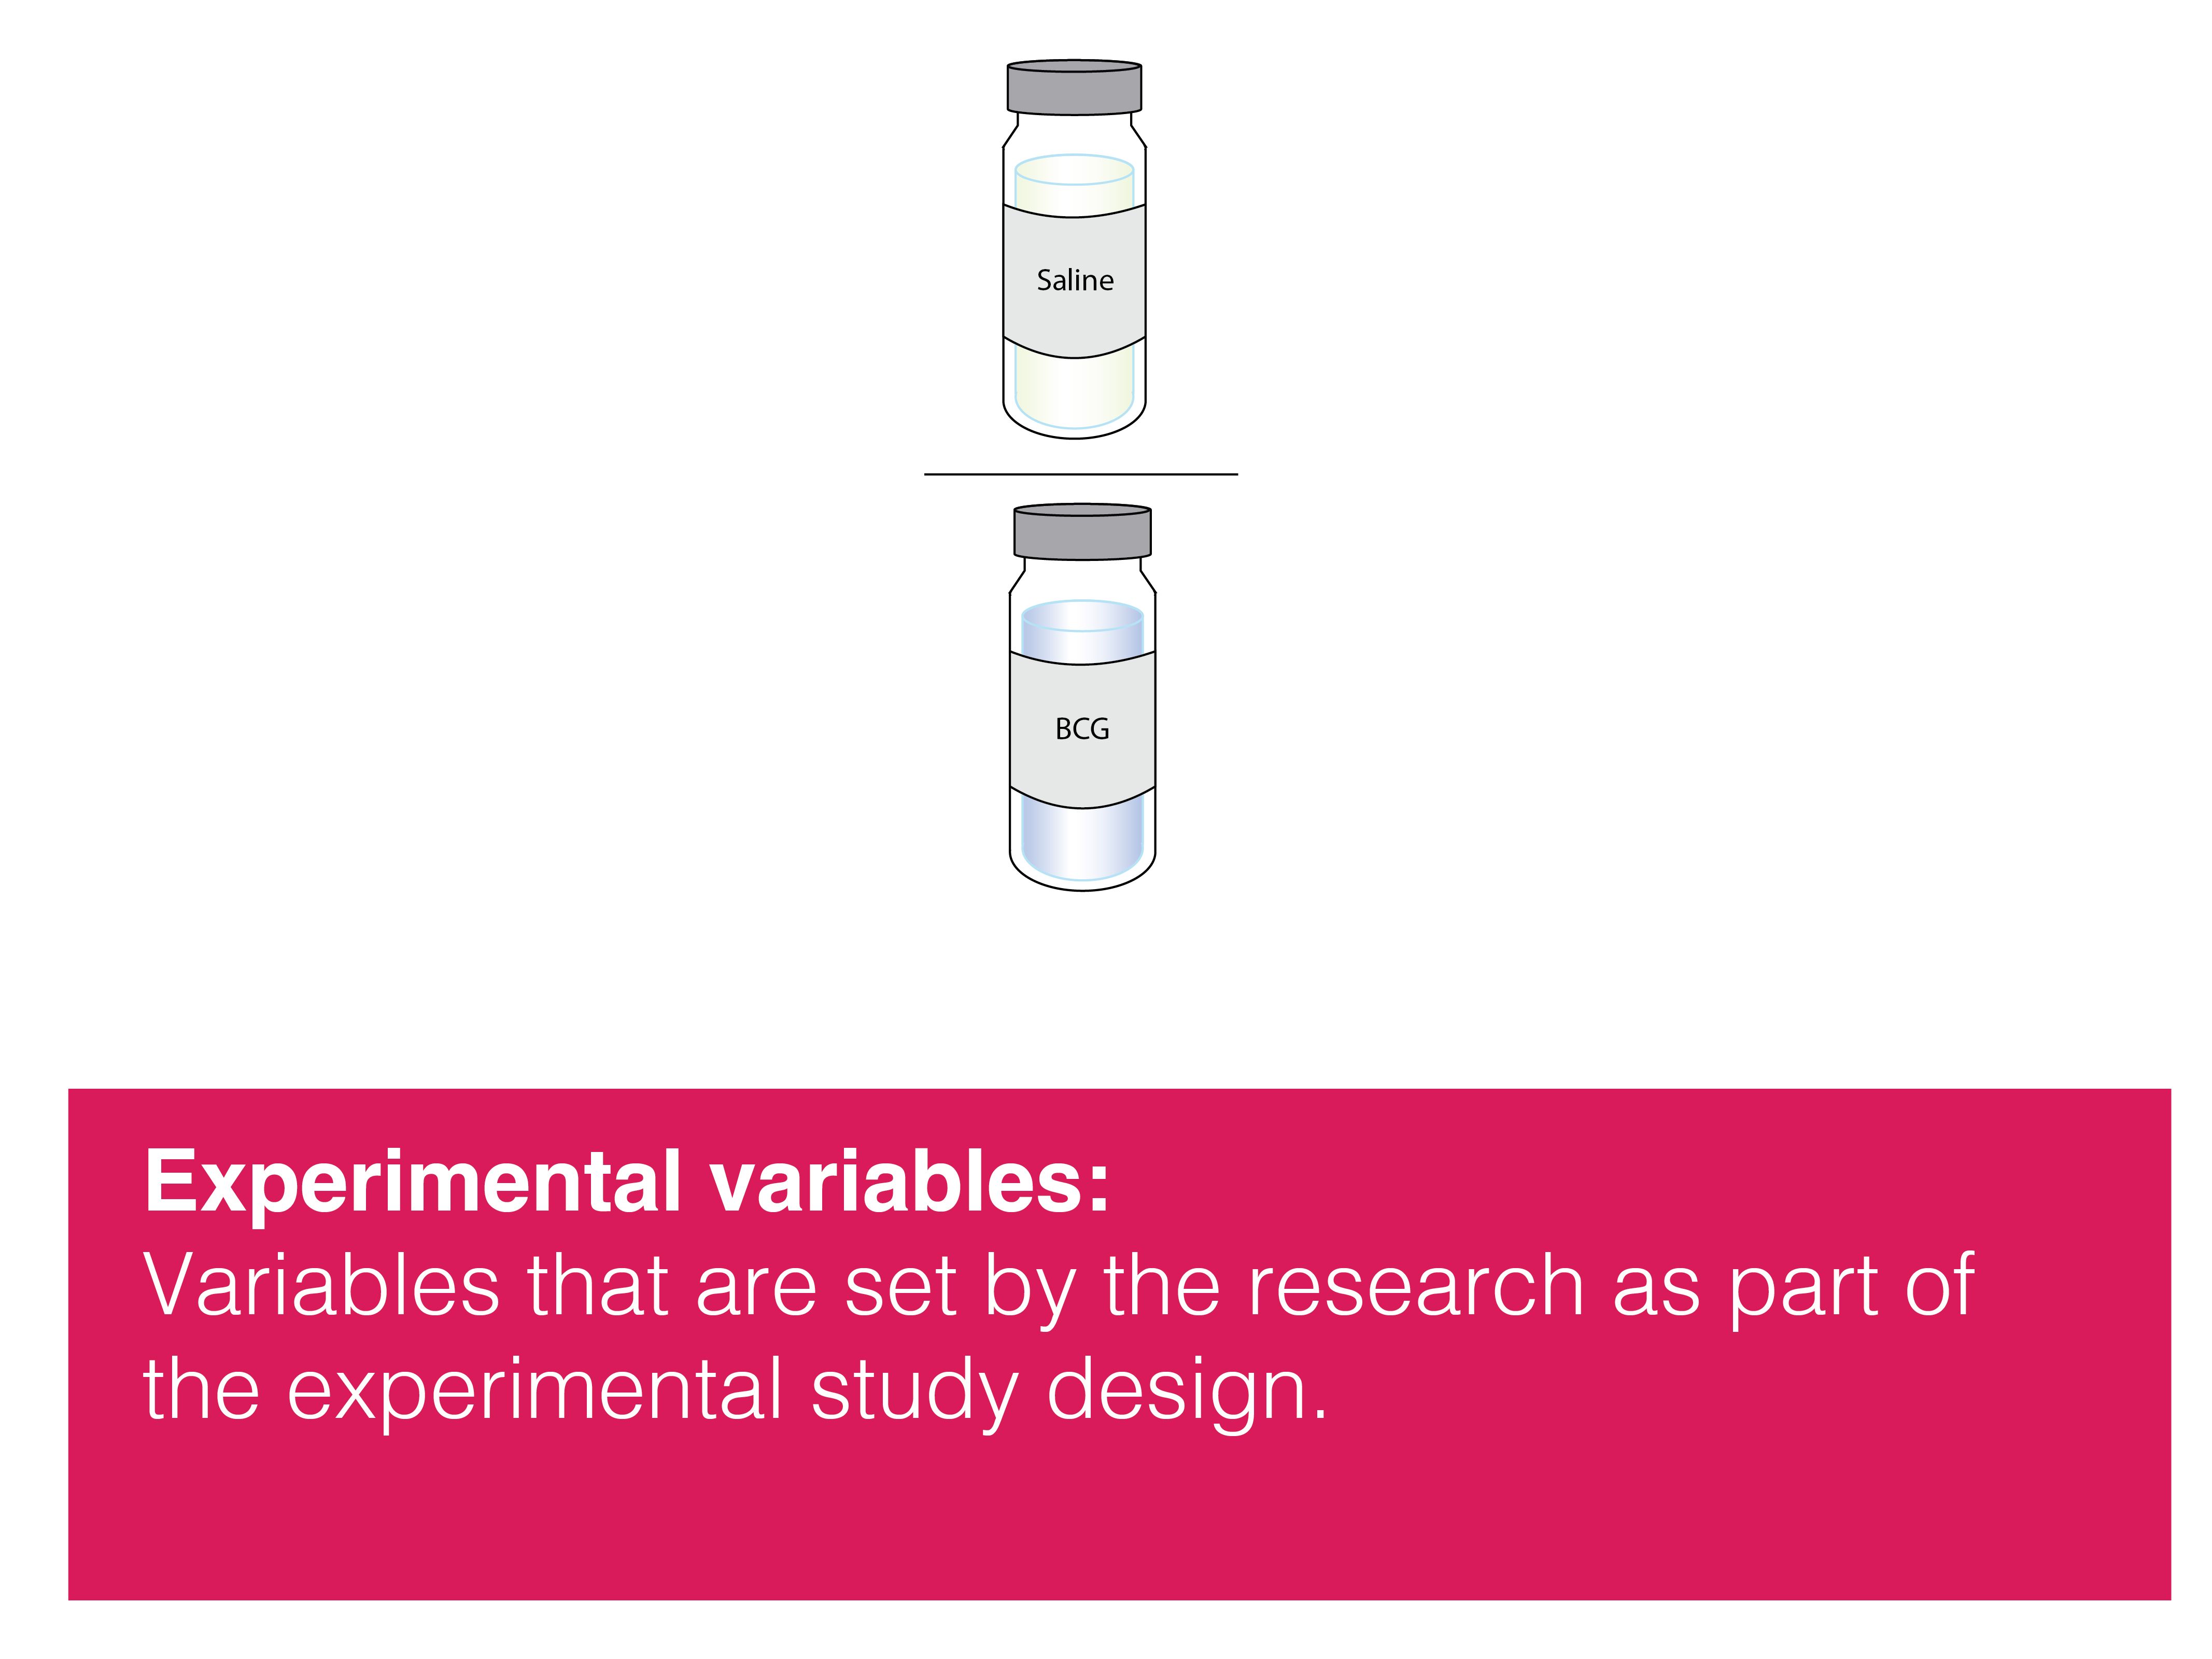 Saline
BCG
Experimental variables:
Variables that are set by the research as part of
the experimental study design.